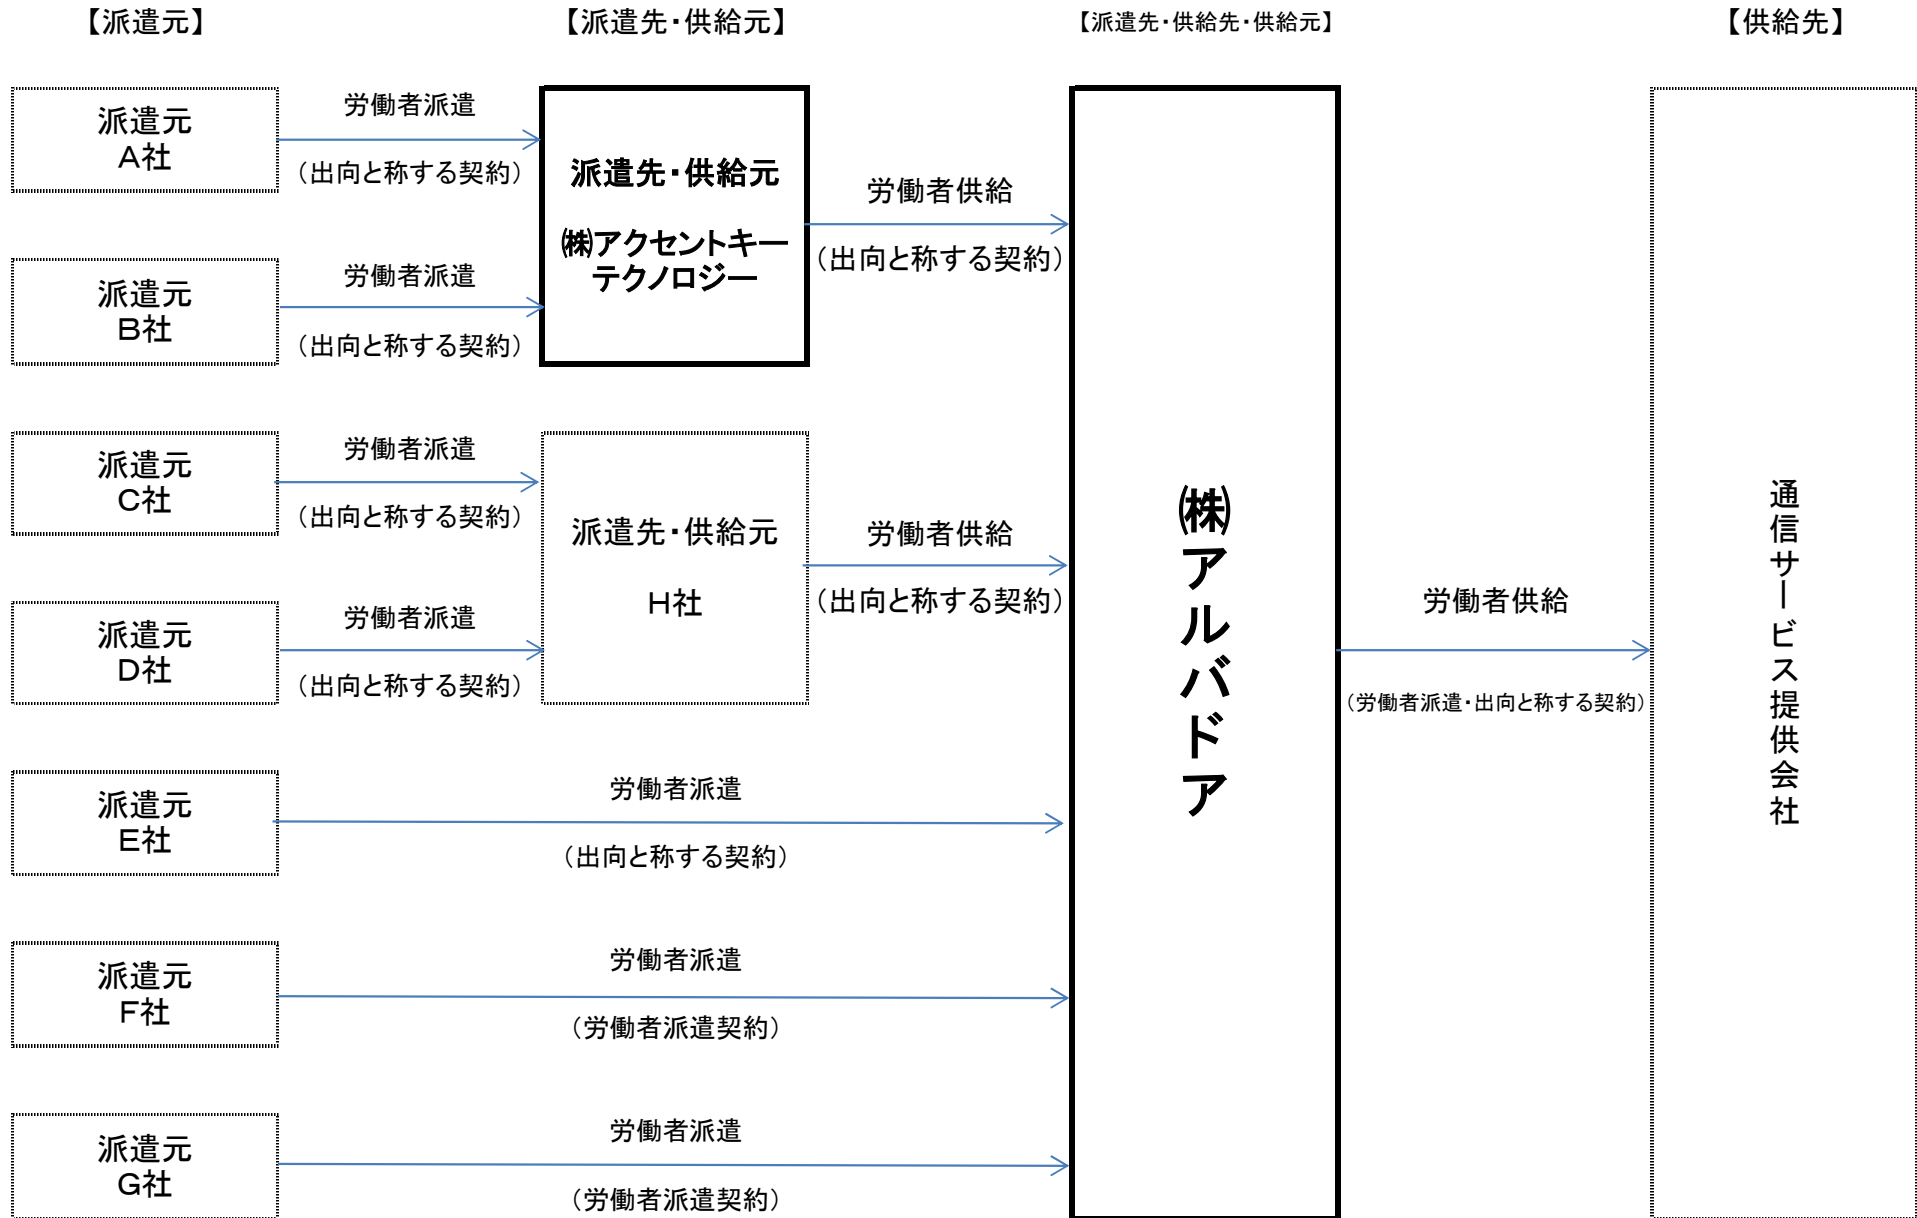 【派遣元】
【派遣先・供給元】
【派遣先・供給先・供給元】
【供給先】
派遣元
A社
労働者派遣
（出向と称する契約）
派遣元
B社
労働者派遣
（出向と称する契約）
派遣先・供給元
㈱アクセントキー
テクノロジー
労働者供給
（出向と称する契約）
派遣元
C社
労働者派遣
（出向と称する契約）
派遣元
D社
労働者派遣
（出向と称する契約）
派遣先・供給元
H社
労働者供給
（出向と称する契約）
派遣元
E社
労働者派遣
（出向と称する契約）
派遣元
F社
労働者派遣
（労働者派遣契約）
派遣元
G社
労働者派遣
（労働者派遣契約）
㈱アルバドア
労働者供給
（労働者派遣・出向と称する契約）
通信サービス提供会社